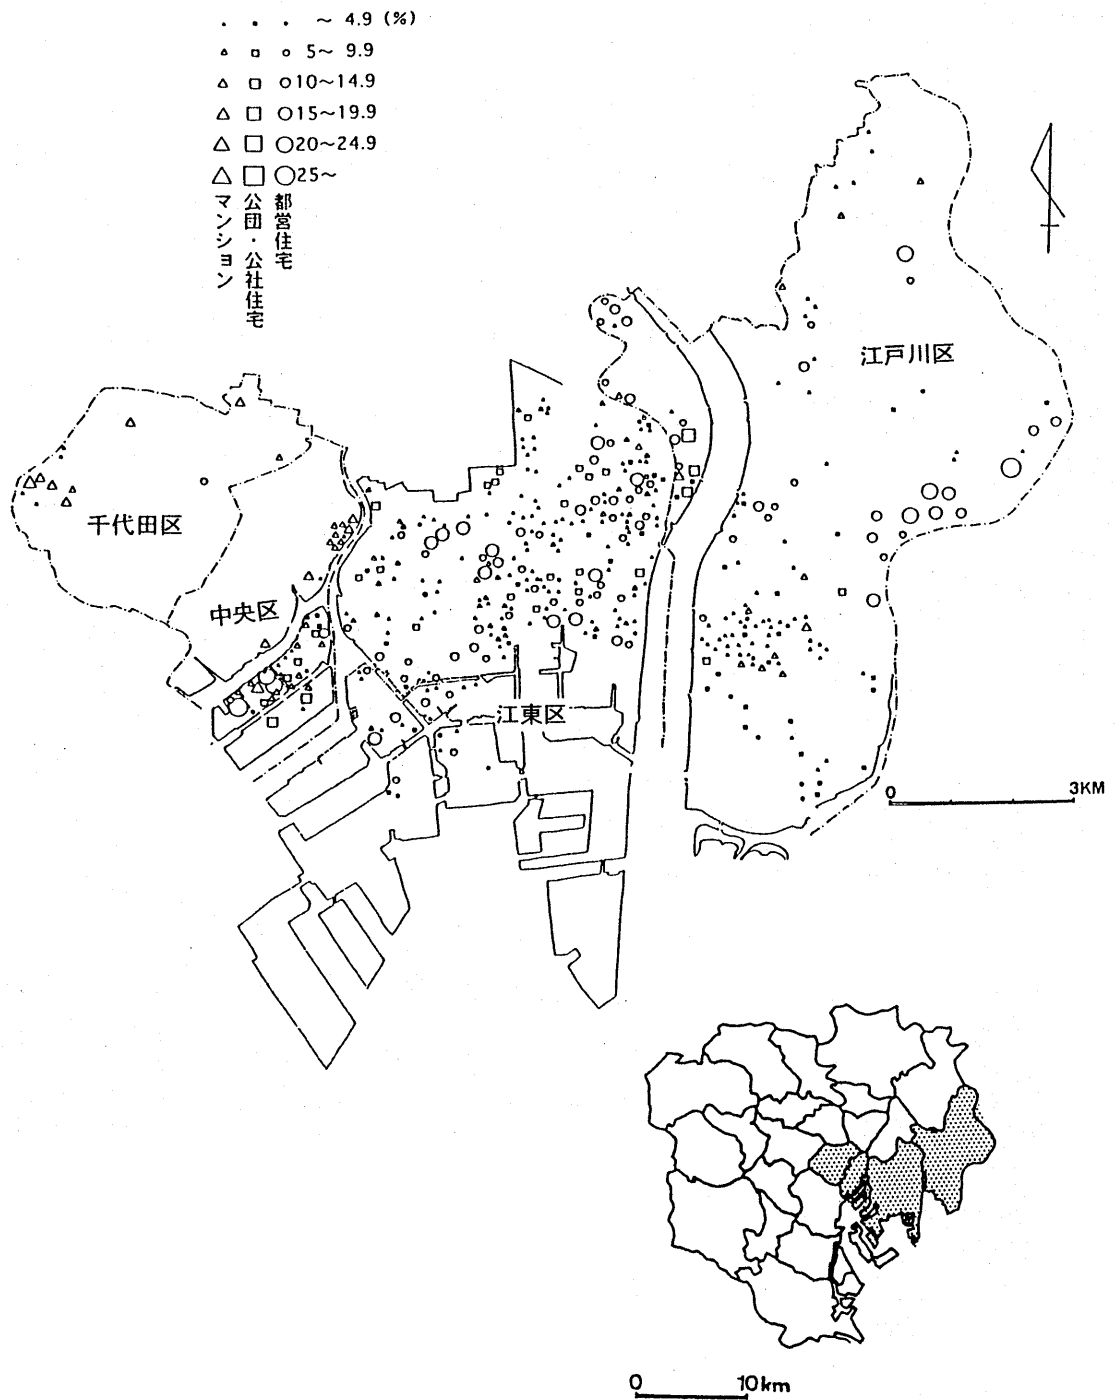 ～ 4.9 (%)
5～ 9.9
10～14.9
15～19.9
20～24.9
25～
マンション
公団・公社住宅
都営住宅
江戸川区
千代田区
中央区
江東区
0 3KM
0 10km